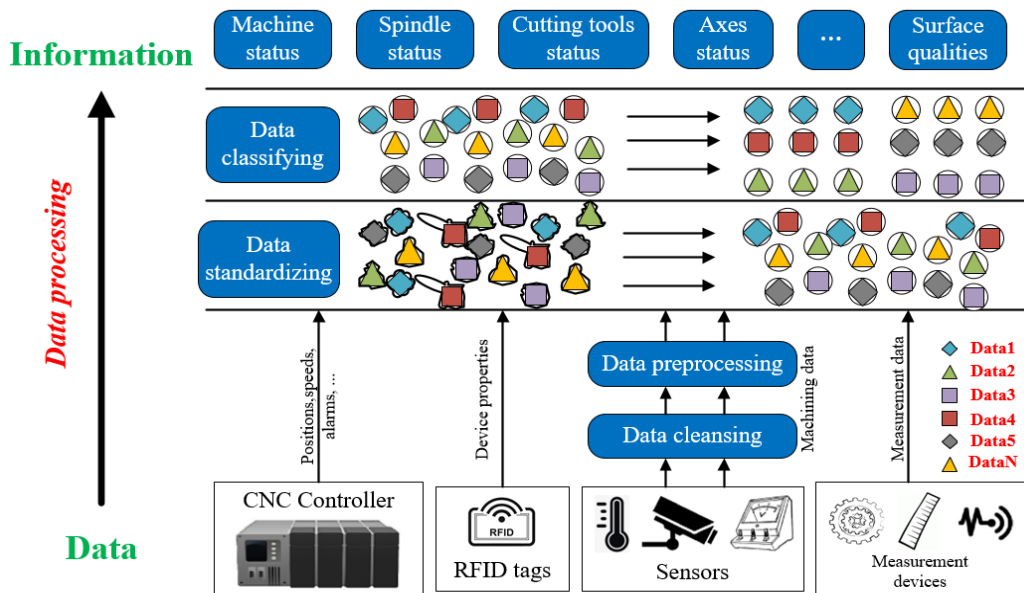 Information
Machine
status
Spindle
status
Cutting tools
status
Axes
status
...
Surface
qualities
Data processing
Data
classifying
Data
standardizing
Positions,speeds,
alarms, ...
Device properties
Data preprocessing
Data cleansing
Machining data
Measurement data
Data1
Data2
Data3
Data4
Data5
DataN
Data
CNC Controller
RFID
RFID tags
Sensors
Measurement
devices